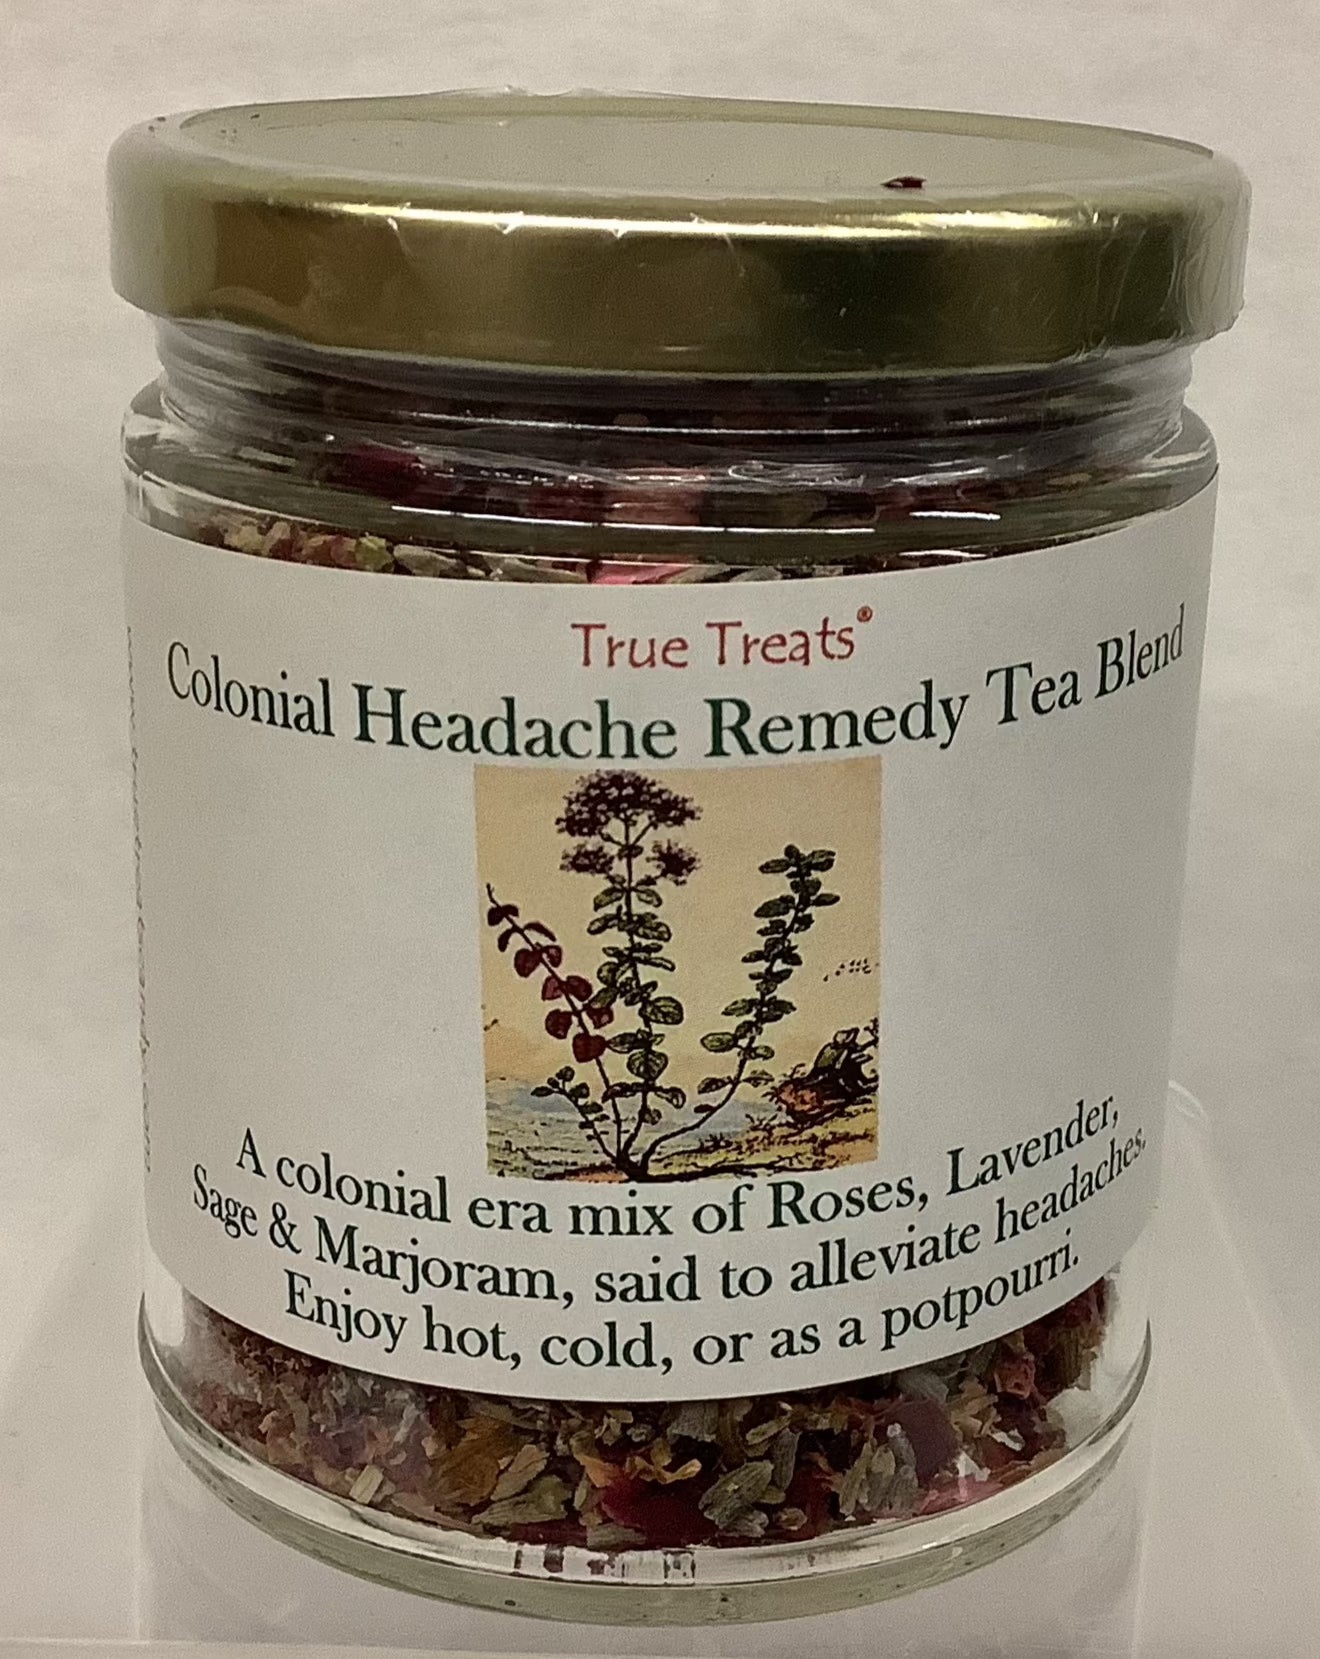 True Treats®
Colonial Headache Remedy Tea Blend
A colonial era mix of Roses, Lavender,
Sage & Marjoram, said to alleviate headaches.
Enjoy hot, cold, or as a potpourri.